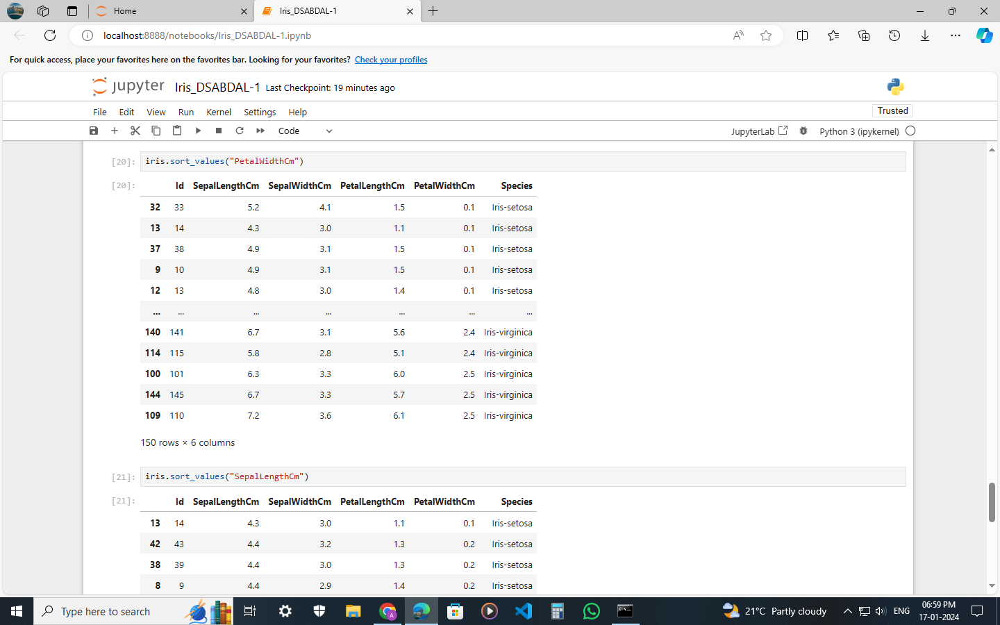 Home
Iris_DSABDAL-1
localhost:8888/notebooks/Iris_DSABDAL-1.ipynb
For quick access, place your favorites here on the favorites bar. Looking for your favorites? Check your profiles
jupyter Iris_DSABDAL-1 Last Checkpoint: 19 minutes ago
File Edit View Run Kernel Settings Help Trusted
Code JupyterLab Python 3 (ipykernel)
[20]: iris.sort_values("PetalWidthCm")
[20]: Id SepalLengthCm SepalWidthCm PetalLengthCm PetalWidthCm Species
32 33 5.2 4.1 1.5 0.1 Iris-setosa
13 14 4.3 3.0 1.1 0.1 Iris-setosa
37 38 4.9 3.1 1.5 0.1 Iris-setosa
9 10 4.9 3.1 1.5 0.1 Iris-setosa
12 13 4.8 3.0 1.4 0.1 Iris-setosa
... ... ... ... ... ... ...
140 141 6.7 3.1 5.6 2.4 Iris-virginica
114 115 5.8 2.8 5.1 2.4 Iris-virginica
100 101 6.3 3.3 6.0 2.5 Iris-virginica
144 145 6.7 3.3 5.7 2.5 Iris-virginica
109 110 7.2 3.6 6.1 2.5 Iris-virginica
150 rows × 6 columns
[21]: iris.sort_values("SepalLengthCm")
[21]: Id SepalLengthCm SepalWidthCm PetalLengthCm PetalWidthCm Species
13 14 4.3 3.0 1.1 0.1 Iris-setosa
42 43 4.4 3.2 1.3 0.2 Iris-setosa
38 39 4.4 3.0 1.3 0.2 Iris-setosa
8 9 4.4 2.9 1.4 0.2 Iris-setosa
Type here to search
A
21°C Partly cloudy
ENG
06:59 PM
17-01-2024